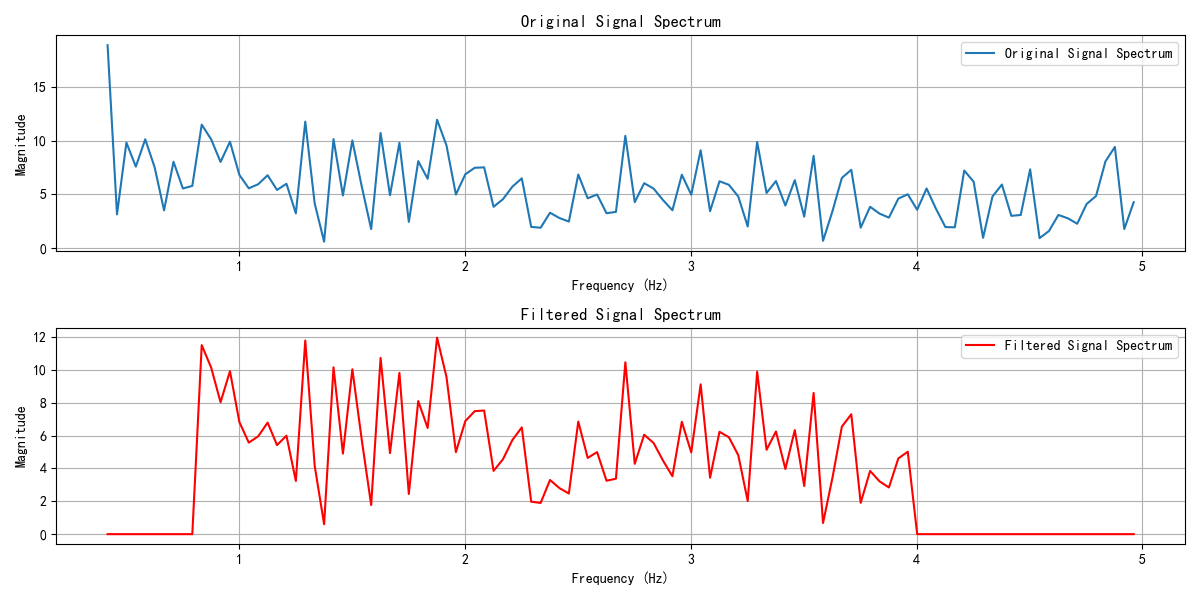 Original Signal Spectrum
Original Signal Spectrum
Magnitude
15
10
5
0
1 2 3 4 5
Frequency (Hz)
Filtered Signal Spectrum
Filtered Signal Spectrum
Magnitude
12
10
8
6
4
2
0
1 2 3 4 5
Frequency (Hz)